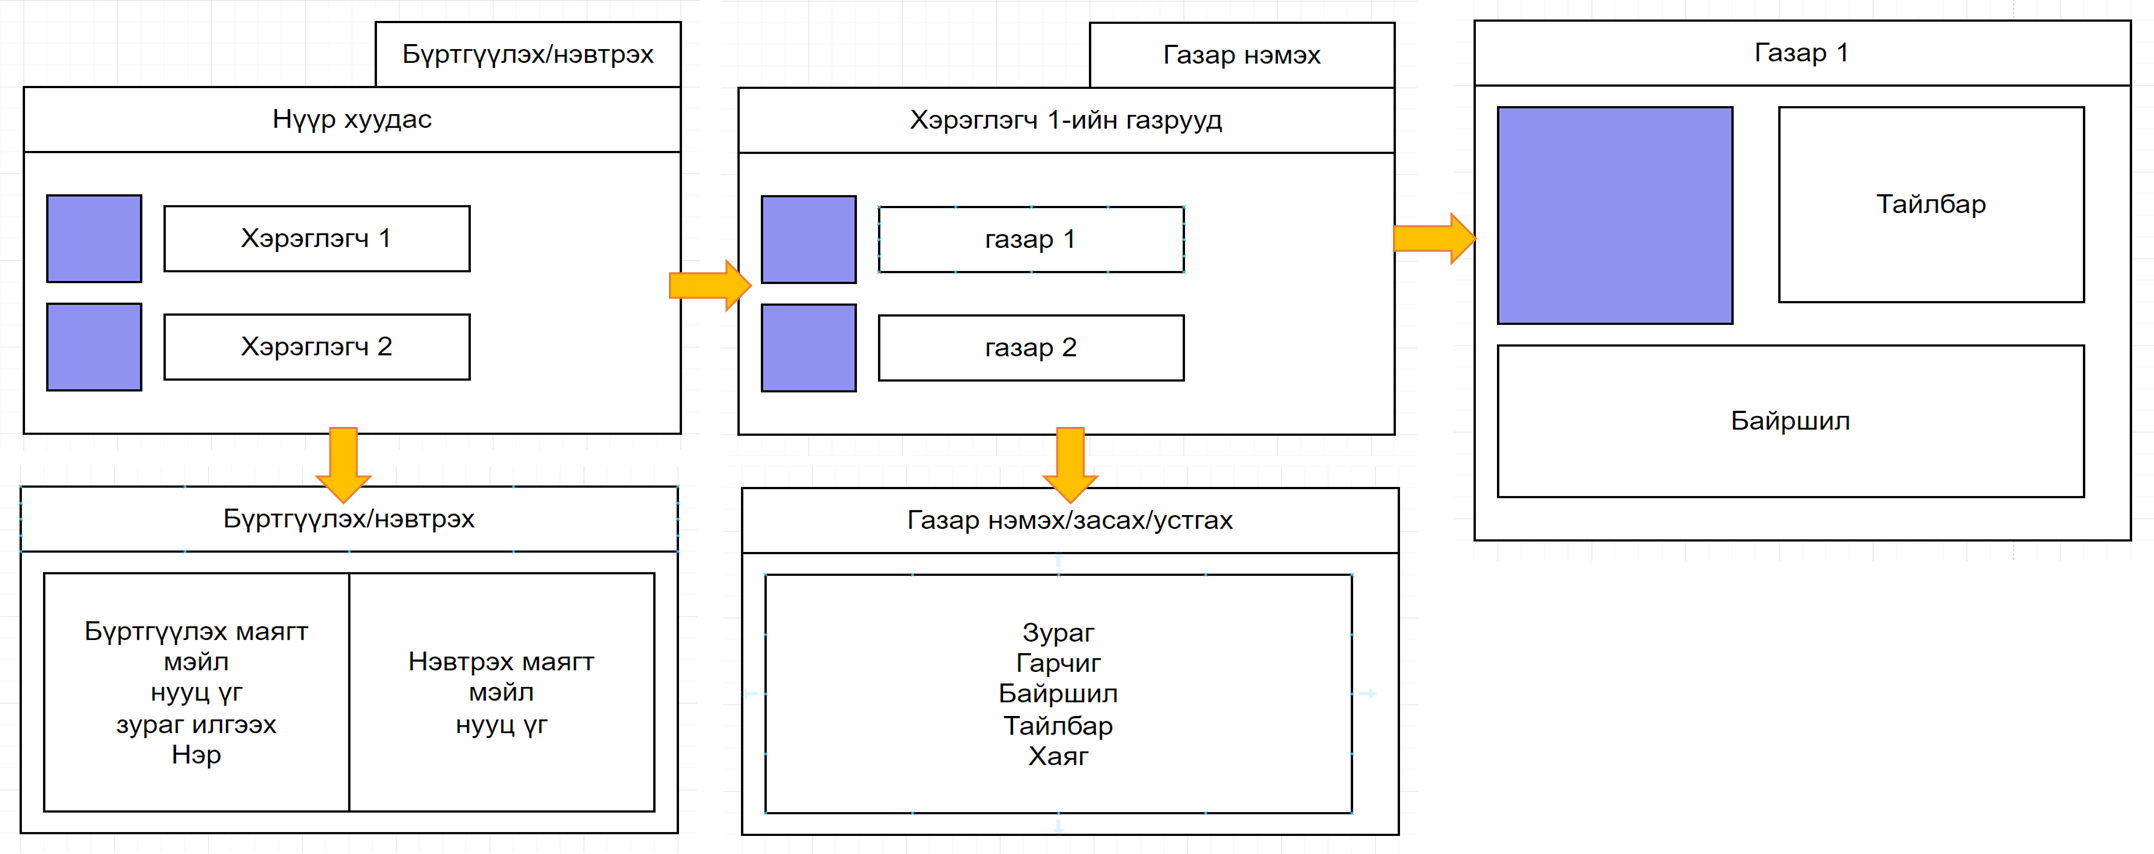 Бүртгүүлэх/нэвтрэх
Нүүр хуудас
Хэрэглэгч 1
Хэрэглэгч 2
Газар нэмэх
Хэрэглэгч 1-ийн газрууд
газар 1
газар 2
Газар 1
Тайлбар
Байршил
Бүртгүүлэх/нэвтрэх
Бүртгүүлэх маягт
мэйл
нууц үг
зураг илгээх
Нэр
Нэвтрэх маягт
мэйл
нууц үг
Газар нэмэх/засах/устгах
Зураг
Гарчиг
Байршил
Тайлбар
Хаяг